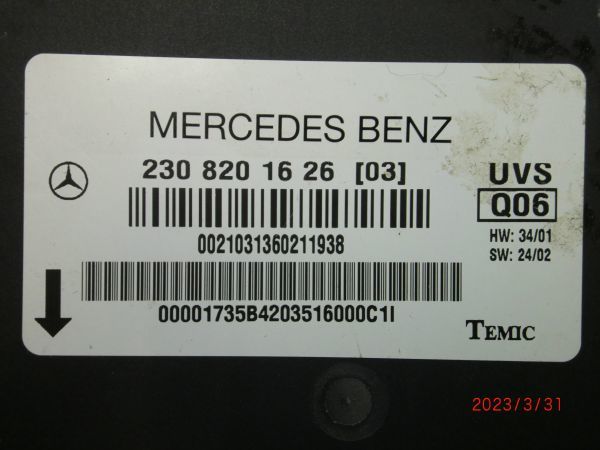 MERCEDES BENZ
230 820 16 26 [03]
UVS
Q06
0021031360211938
HW: 34/01
SW: 24/02
00001735B4203516000C1I
TEMIC
2023/3/31